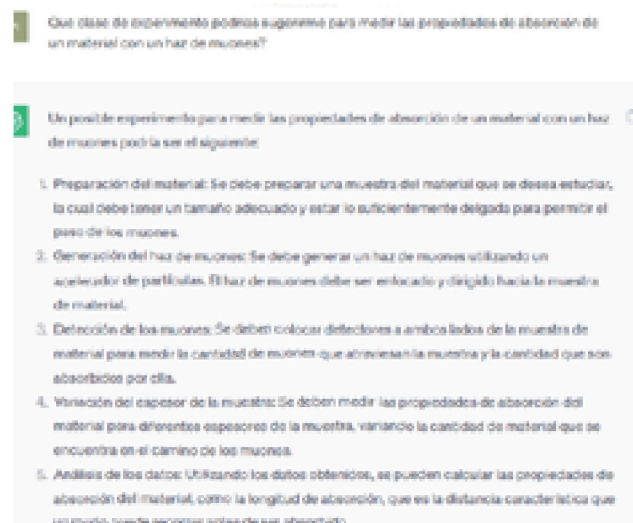 Que clase de experimento podrias sugerirme para medir las propiedades de absorción de
un material con un haz de muones?
Un posible experimento para medir las propiedades de absorción de un material con un haz
de muones podría ser el siguiente:
1. Preparación del material: Se debe preparar una muestra del material que se desea estudiar,
la cual debe tener un tamaño adecuado y estar lo suficientemente delgada para permitir el
paso de los muones.
2. Generación del haz de muones: Se debe generar un haz de muones utilizando un
acelerador de partículas. El haz de muones debe ser enfocado y dirigido hacia la muestra
de material.
3. Detección de los muones: Se deben colocar detectores a ambos lados de la muestra de
material para medir la cantidad de muones que atraviesan la muestra y la cantidad que son
absorbidos por ella.
4. Variación del espesor de la muestra: Se deben medir las propiedades de absorción del
material para diferentes espesores de la muestra, variando la cantidad de material que se
encuentra en el camino de los muones.
5. Análisis de los datos: Utilizando los datos obtenidos, se pueden calcular las propiedades de
absorción del material, como la longitud de absorción, que es la distancia característica que
un muón puede recorrer antes de ser absorbido.